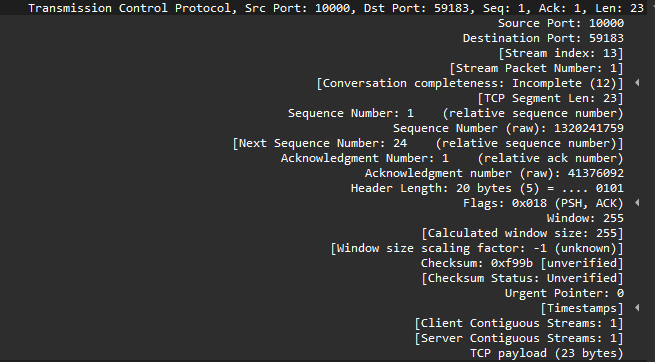 Transmission Control Protocol, Src Port: 10000, Dst Port: 59183, Seq: 1, Ack: 1, Len: 23
Source Port: 10000
Destination Port: 59183
[Stream index: 13]
[Stream Packet Number: 1]
[Conversation completeness: Incomplete (12)]
[TCP Segment Len: 23]
Sequence Number: 1    (relative sequence number)
Sequence Number (raw): 1320241759
[Next Sequence Number: 24    (relative sequence number)]
Acknowledgment Number: 1    (relative ack number)
Acknowledgment number (raw): 41376092
Header Length: 20 bytes (5) = .... 0101
Flags: 0x018 (PSH, ACK)
Window: 255
[Calculated window size: 255]
[Window size scaling factor: -1 (unknown)]
Checksum: 0xf99b [unverified]
[Checksum Status: Unverified]
Urgent Pointer: 0
[Timestamps]
[Client Contiguous Streams: 1]
[Server Contiguous Streams: 1]
TCP payload (23 bytes)